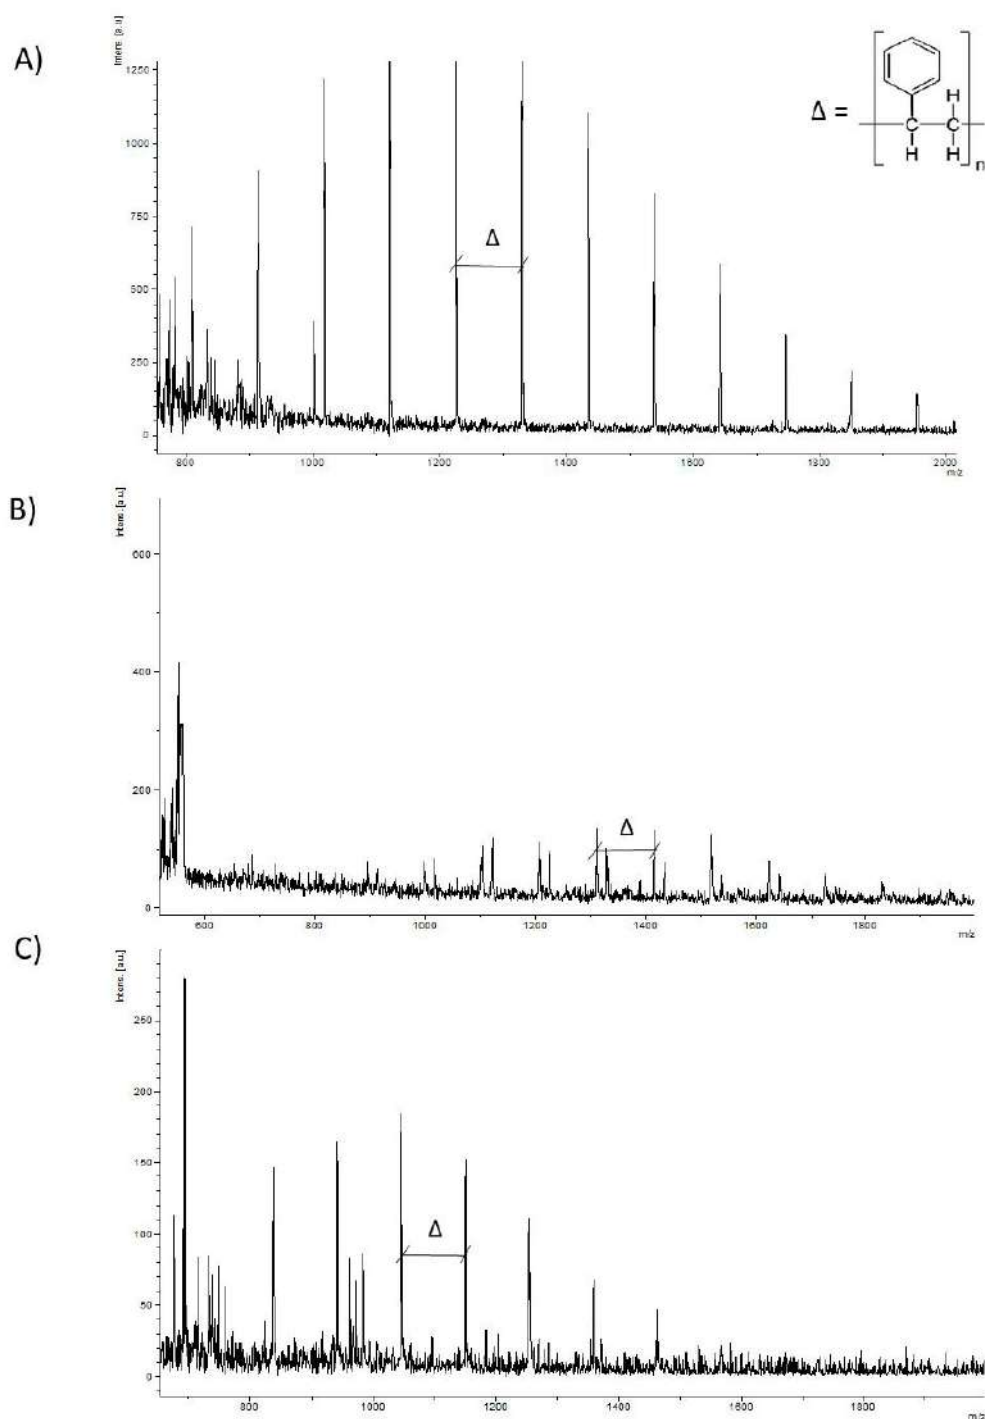 A)
Intens. [a.u]
1250
1000
750
500
250
0
800 1000 1200 1400 1600 1800 2000
m/z
Δ
Δ =
H
C C
H H
n
B)
Intens. [a.u.]
600
400
200
0
600 800 1000 1200 1400 1600 1800
m/z
Δ
C)
Intens. [a.u.]
250
200
150
100
50
0
800 1000 1200 1400 1600 1800
m/z
Δ